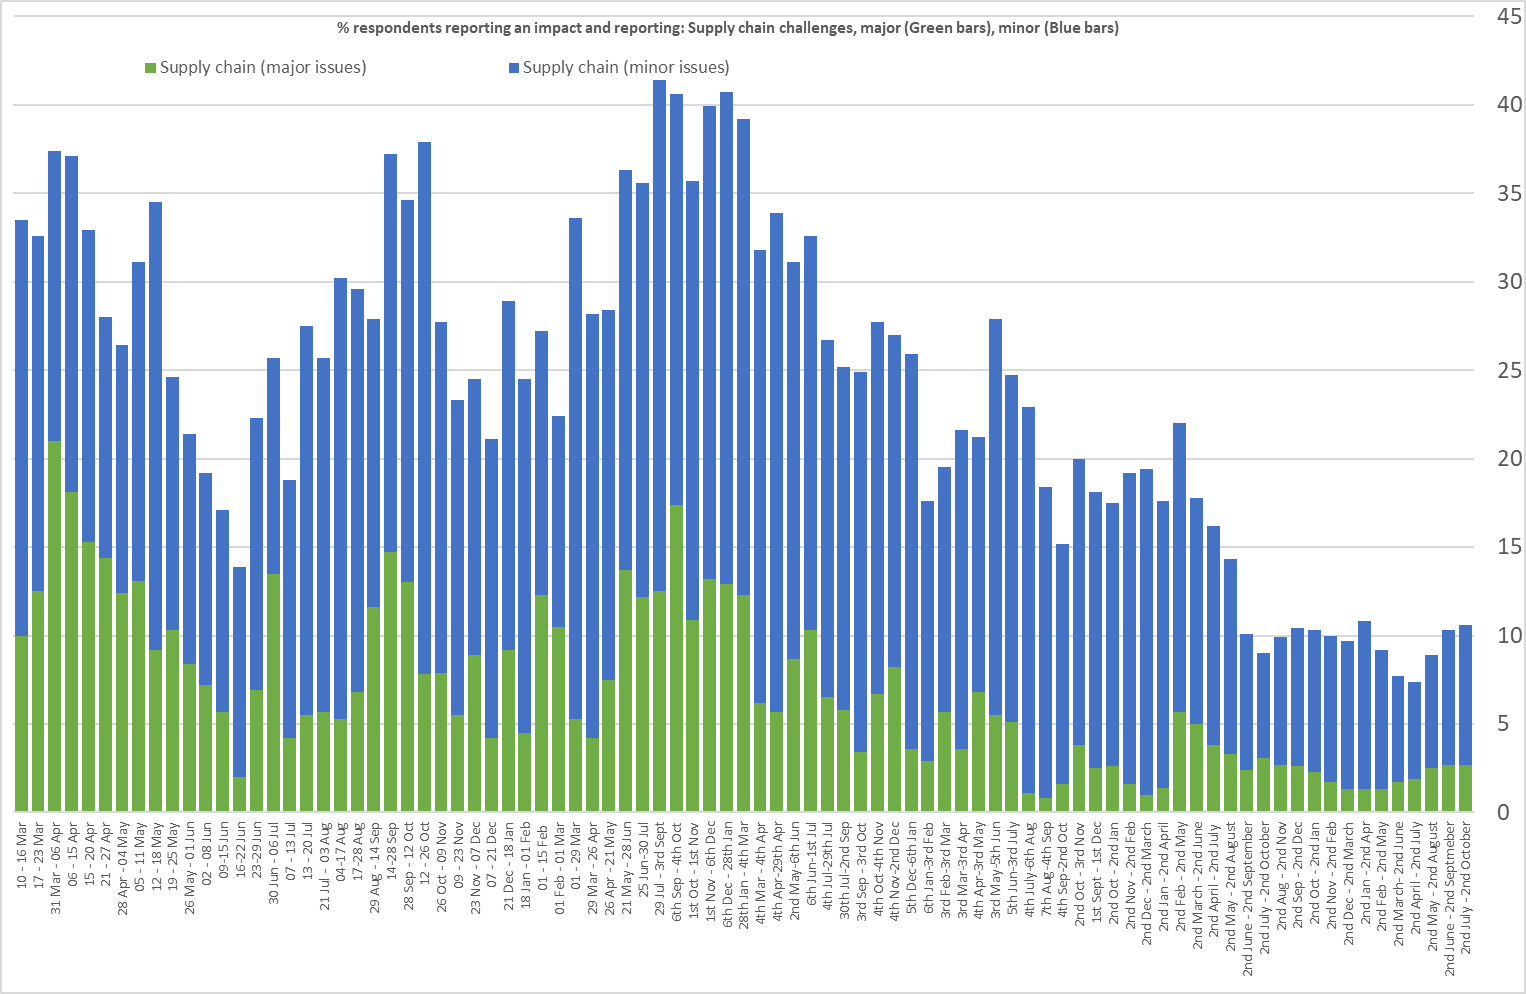 % respondents reporting an impact and reporting: Supply chain challenges, major (Green bars), minor (Blue bars)
Supply chain (major issues)
Supply chain (minor issues)
45
40
35
30
25
20
15
10
5
0
10 - 16 Mar
17 - 23 Mar
31 Mar - 06 Apr
06 - 15 Apr
15 - 20 Apr
21 - 27 Apr
28 Apr - 04 May
05 - 11 May
12 - 18 May
19 - 25 May
26 May - 01 Jun
02 - 08 Jun
09-15 Jun
16-22 Jun
23-29 Jun
30 Jun - 06 Jul
07 - 13 Jul
13 - 20 Jul
21 Jul - 03 Aug
04-17 Aug
17-28 Aug
29 Aug - 14 Sep
14-28 Sep
28 Sep - 12 Oct
12 - 26 Oct
26 Oct - 09 Nov
09 - 23 Nov
23 Nov - 07 Dec
07 - 21 Dec
21 Dec - 18 Jan
18 Jan - 01 Feb
01 - 15 Feb
01 Feb - 01 Mar
01 - 29 Mar
29 Mar - 26 Apr
26 Apr - 21 May
21 May - 28 Jun
25 Jun-30 Jul
29 Jul - 3rd Sept
6th Sep - 4th Oct
1st Oct - 1st Nov
1st Nov - 6th Dec
6th Dec - 28th Jan
28th Jan - 4th Mar
4th Mar - 4th Apr
4th Apr-29th Apr
2nd May-6th Jun
6th Jun-1st Jul
4th Jul-29th Jul
30th Jul-2nd Sep
3rd Sep - 3rd Oct
4th Oct-4th Nov
4th Nov-2nd Dec
5th Dec-6th Jan
6th Jan-3rd Feb
3rd Feb-3rd Mar
3rd Mar-3rd Apr
4th Apr-3rd May
3rd May-5th Jun
5th Jun-3rd July
4th July-6th Aug
7th Aug-4th Sep
4th Sep-2nd Oct
2nd Oct - 3rd Nov
1st Sept - 1st Dec
2nd Oct - 2nd Jan
2nd Nov - 2nd Feb
2nd Dec - 2nd March
2nd Jan - 2nd April
2nd Feb - 2nd May
2nd March - 2nd June
2nd April - 2nd July
2nd May - 2nd August
2nd June - 2nd September
2nd July - 2nd October
2nd Aug - 2nd Nov
2nd Sep - 2nd Dec
2nd Oct - 2nd Jan
2nd Nov - 2nd Feb
2nd Dec - 2nd March
2nd Jan - 2nd Apr
2nd Feb - 2nd May
2nd March- 2nd June
2nd April - 2nd July
2nd May - 2nd August
2nd June - 2nd Septmeber
2nd July - 2nd October